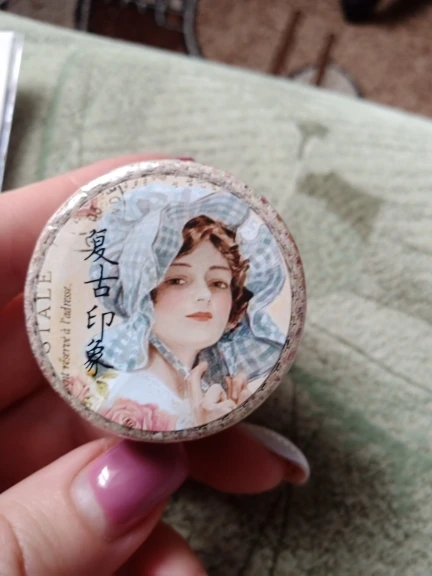 复古印象
STALE
réservé à l'adresse.